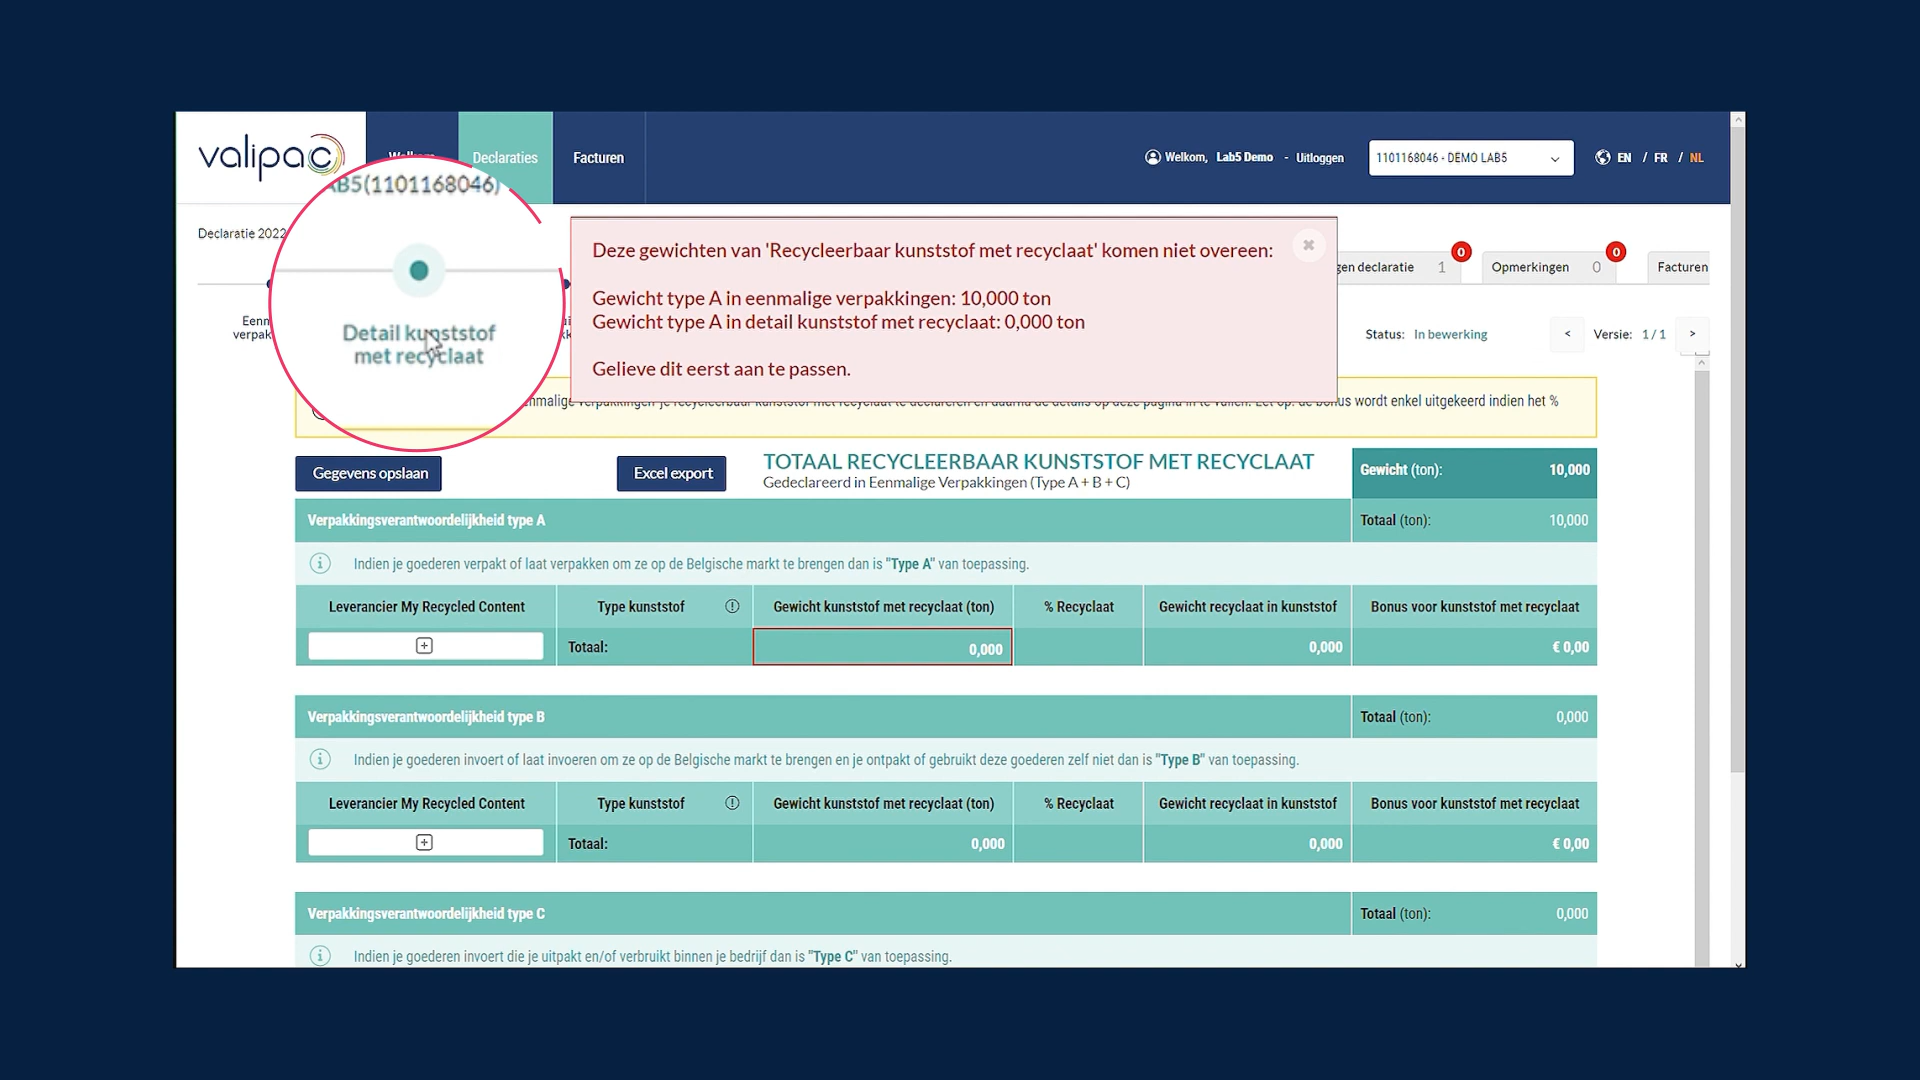 valipac
Declaraties
Facturen
Welkom, Lab5 Demo - Uitloggen
1101168046 - DEMO LAB5
EN / FR / NL
AB5(1101168046)
Declaratie 2022
Detail kunststof
met recyclaat
Deze gewichten van 'Recycleerbaar kunststof met recyclaat' komen niet overeen:
Gewicht type A in eenmalige verpakkingen: 10,000 ton
Gewicht type A in detail kunststof met recyclaat: 0,000 ton
Gelieve dit eerst aan te passen.
gen declaratie 1 0
Opmerkingen 0 0
Facturen
Status: In bewerking
< Versie: 1 / 1 >
wordt enkel uitgekeerd indien het %
Gegevens opslaan
Excel export
TOTAAL RECYCLEERBAAR KUNSTSTOF MET RECYCLAAT
Gedeclareerd in Eenmalige Verpakkingen (Type A + B + C)
Gewicht (ton): 10,000
Verpakkingsverantwoordelijkheid type A
Totaal (ton): 10,000
Indien je goederen verpakt of laat verpakken om ze op de Belgische markt te brengen dan is "Type A" van toepassing.
Leverancier My Recycled Content Type kunststof Gewicht kunststof met recyclaat (ton) % Recyclaat Gewicht recyclaat in kunststof Bonus voor kunststof met recyclaat
Totaal: 0,000 0,000 € 0,00
Verpakkingsverantwoordelijkheid type B
Totaal (ton): 0,000
Indien je goederen invoert of laat invoeren om ze op de Belgische markt te brengen en je ontpakt of gebruikt deze goederen zelf niet dan is "Type B" van toepassing.
Leverancier My Recycled Content Type kunststof Gewicht kunststof met recyclaat (ton) % Recyclaat Gewicht recyclaat in kunststof Bonus voor kunststof met recyclaat
Totaal: 0,000 0,000 € 0,00
Verpakkingsverantwoordelijkheid type C
Totaal (ton): 0,000
Indien je goederen invoert die je uitpakt en/of verbruikt binnen je bedrijf dan is "Type C" van toepassing.